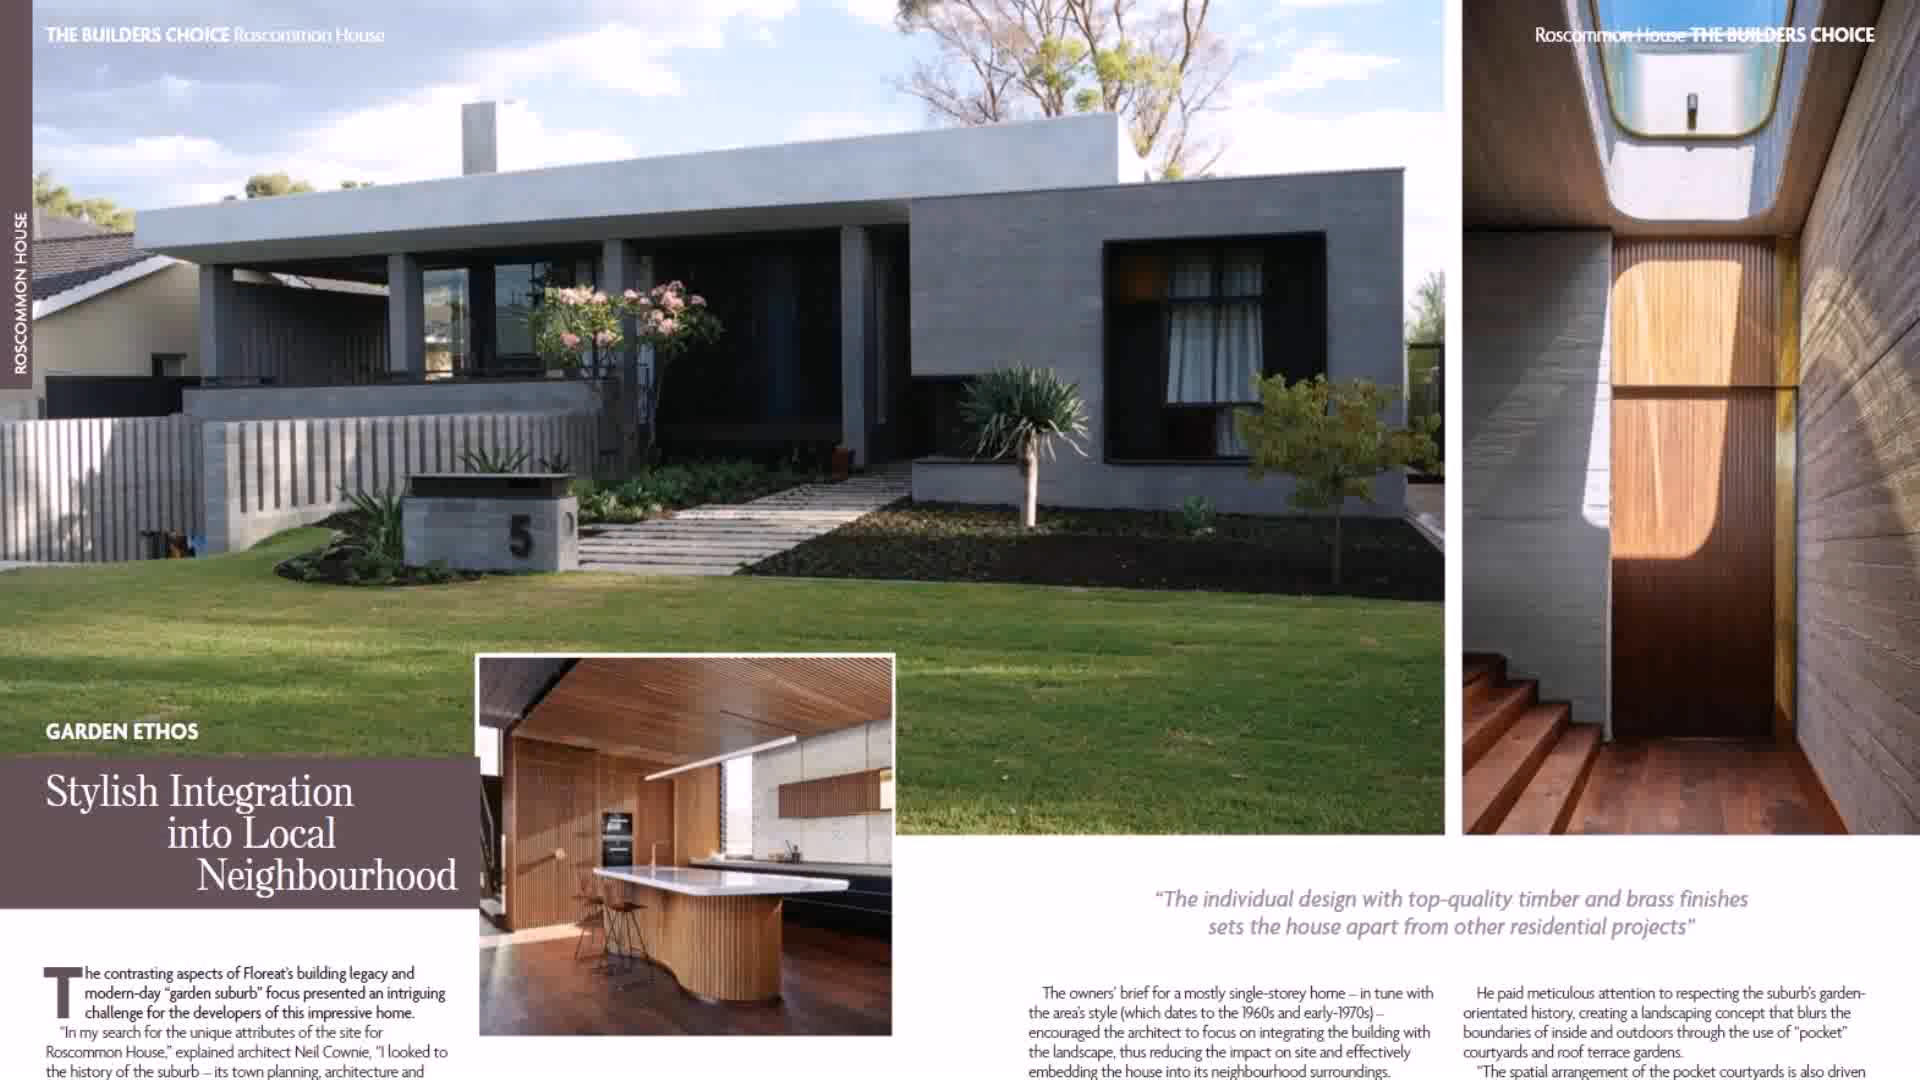 THE BUILDERS CHOICE Roscommon House
Roscommon House THE BUILDERS CHOICE
ROSCOMMON HOUSE
5
GARDEN ETHOS
Stylish Integration
into Local
Neighbourhood
The contrasting aspects of Floreat's building legacy and
modern-day "garden suburb" focus presented an intriguing
challenge for the developers of this impressive home.
"In my search for the unique attributes of the site for
Roscommon House," explained architect Neil Cownie, "I looked to
the history of the suburb – its town planning, architecture and
"The individual design with top-quality timber and brass finishes
sets the house apart from other residential projects"
The owners' brief for a mostly single-storey home – in tune with
the area's style (which dates to the 1960s and early-1970s) –
encouraged the architect to focus on integrating the building with
the landscape, thus reducing the impact on site and effectively
embedding the house into its neighbourhood surroundings.
He paid meticulous attention to respecting the suburb's garden-
orientated history, creating a landscaping concept that blurs the
boundaries of inside and outdoors through the use of "pocket"
courtyards and roof terrace gardens.
"The spatial arrangement of the pocket courtyards is also driven